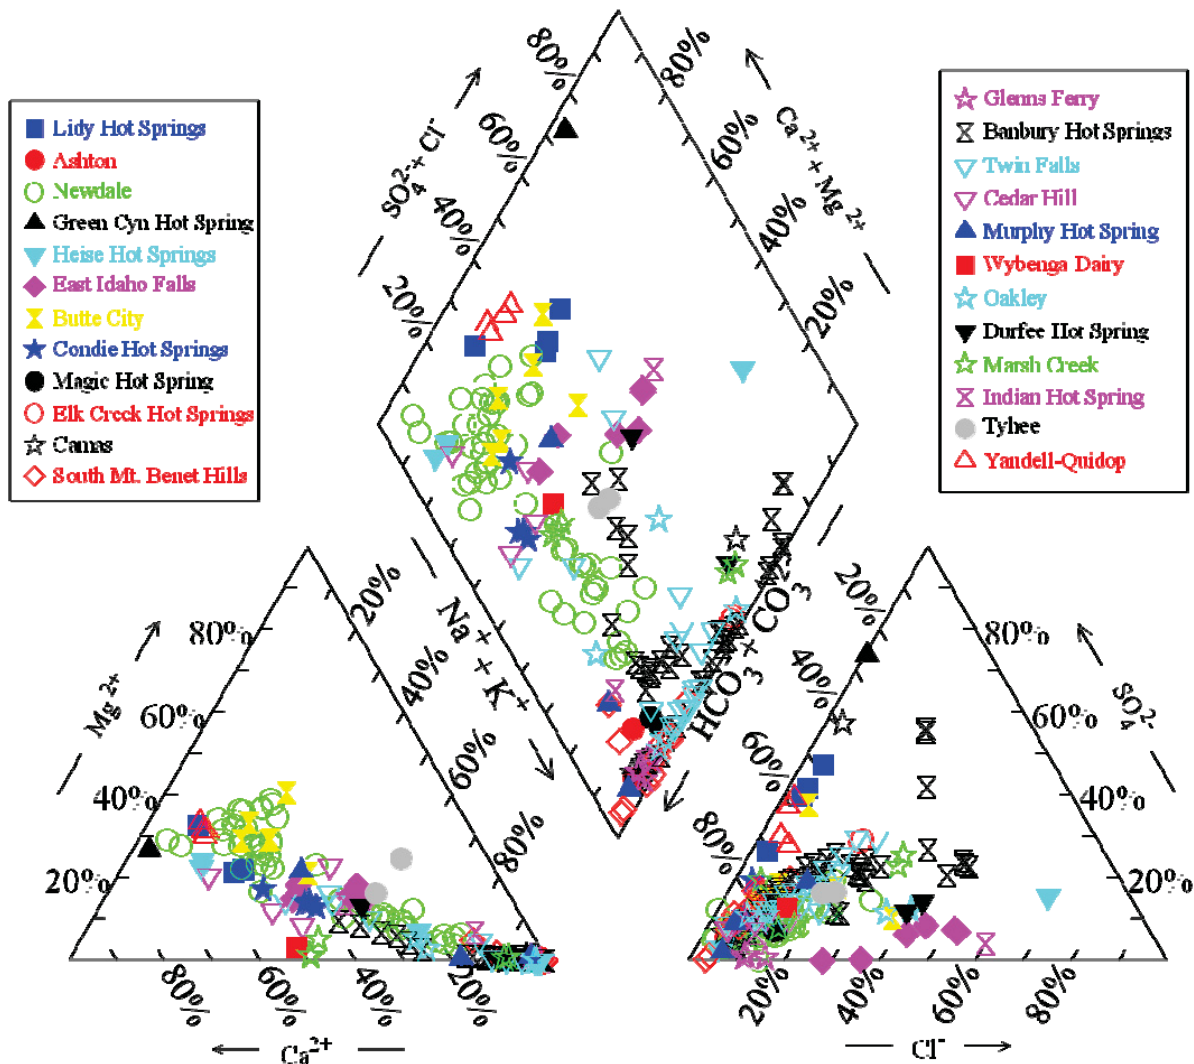 Lidy Hot Springs
Ashton
Newdale
Green Cyn Hot Spring
Heise Hot Springs
East Idaho Falls
Butte City
Condie Hot Springs
Magic Hot Spring
Elk Creek Hot Springs
Camas
South Mt. Benet Hills
Glenns Ferry
Banbury Hot Springs
Twin Falls
Cedar Hill
Murphy Hot Spring
Wybenga Dairy
Oakley
Durfee Hot Spring
Marsh Creek
Indian Hot Spring
Tyhee
Yandell-Quidop
SO₄²⁻+ Cl⁻
20%
40%
60%
80%
Ca²⁺+ Mg²⁺
80%
60%
40%
20%
Na⁺+ K⁺
HCO₃⁻+ CO₃²⁻
Mg²⁺
80%
60%
40%
20%
20%
40%
60%
80%
80%
60%
40%
20%
Ca²⁺
20%
40%
60%
80%
SO₄²⁻
80%
60%
40%
20%
20%
40%
60%
80%
Cl⁻